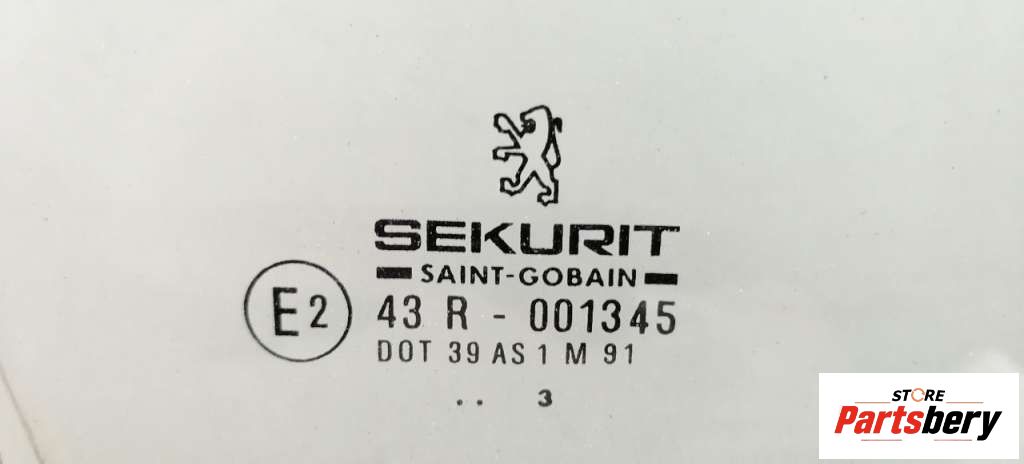 SEKURIT
SAINT-GOBAIN
E2
43 R - 001345
DOT 39 AS 1 M 91
.. 3
STORE
Partsbery